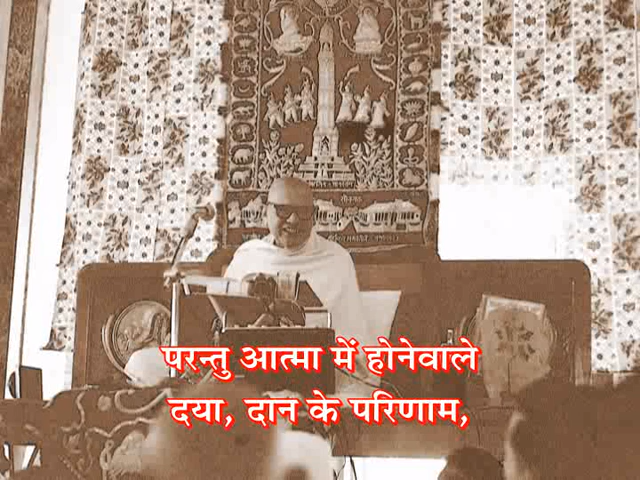 परन्तु आत्मा में होनेवाले
दया, दान के परिणाम,